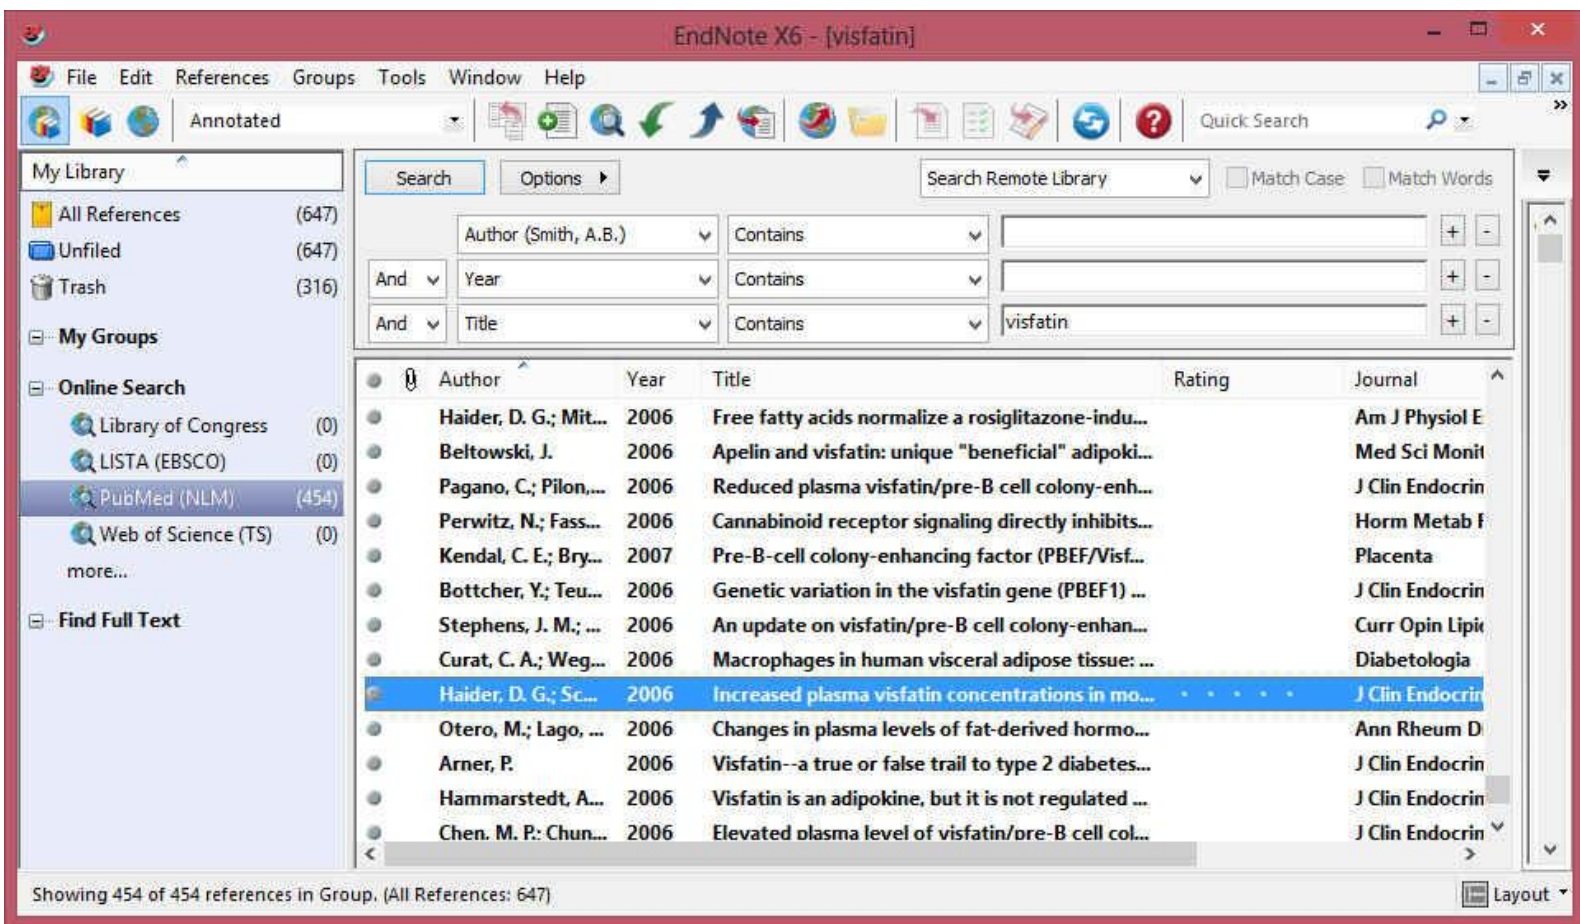 EndNote X6 - [visfatin]
File Edit References Groups Tools Window Help
Annotated Quick Search
My Library
All References (647)
Unfiled (647)
Trash (316)
My Groups
Online Search
Library of Congress (0)
LISTA (EBSCO) (0)
PubMed (NLM) (454)
Web of Science (TS) (0)
more...
Find Full Text
Search Options Search Remote Library Match Case Match Words
Author (Smith, A.B.) Contains
And Year Contains
And Title Contains visfatin
Author Year Title Rating Journal
Haider, D. G.; Mit... 2006 Free fatty acids normalize a rosiglitazone-indu... Am J Physiol E
Beltowski, J. 2006 Apelin and visfatin: unique "beneficial" adipoki... Med Sci Monit
Pagano, C.; Pilon,... 2006 Reduced plasma visfatin/pre-B cell colony-enh... J Clin Endocrin
Perwitz, N.; Fass... 2006 Cannabinoid receptor signaling directly inhibits... Horm Metab
Kendal, C. E.; Bry... 2007 Pre-B-cell colony-enhancing factor (PBEF/Visf... Placenta
Bottcher, Y.; Teu... 2006 Genetic variation in the visfatin gene (PBEF1) ... J Clin Endocrin
Stephens, J. M.; ... 2006 An update on visfatin/pre-B cell colony-enhan... Curr Opin Lipi
Curat, C. A.; Weg... 2006 Macrophages in human visceral adipose tissue: ... Diabetologia
Haider, D. G.; Sc... 2006 Increased plasma visfatin concentrations in mo... J Clin Endocrin
Otero, M.; Lago, ... 2006 Changes in plasma levels of fat-derived hormo... Ann Rheum D
Arner, P. 2006 Visfatin--a true or false trail to type 2 diabetes... J Clin Endocrin
Hammarstedt, A... 2006 Visfatin is an adipokine, but it is not regulated ... J Clin Endocrin
Chen, M. P.; Chun... 2006 Elevated plasma level of visfatin/pre-B cell col... J Clin Endocrin
Showing 454 of 454 references in Group. (All References: 647) Layout